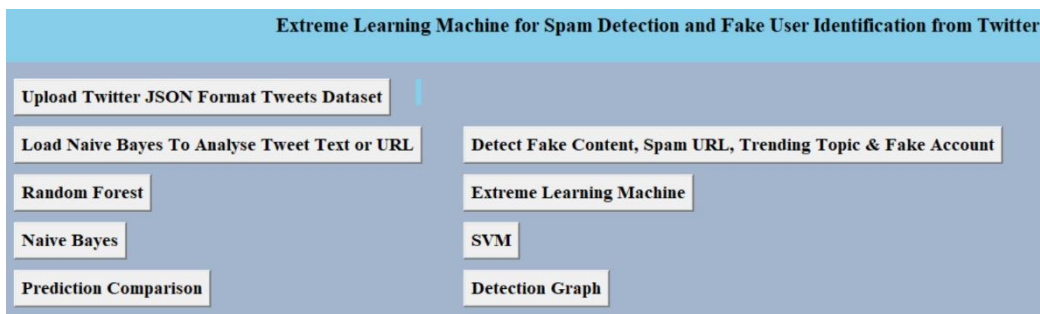 Extreme Learning Machine for Spam Detection and Fake User Identification from Twitter
Upload Twitter JSON Format Tweets Dataset
Load Naive Bayes To Analyse Tweet Text or URL
Detect Fake Content, Spam URL, Trending Topic & Fake Account
Random Forest
Extreme Learning Machine
Naive Bayes
SVM
Prediction Comparison
Detection Graph